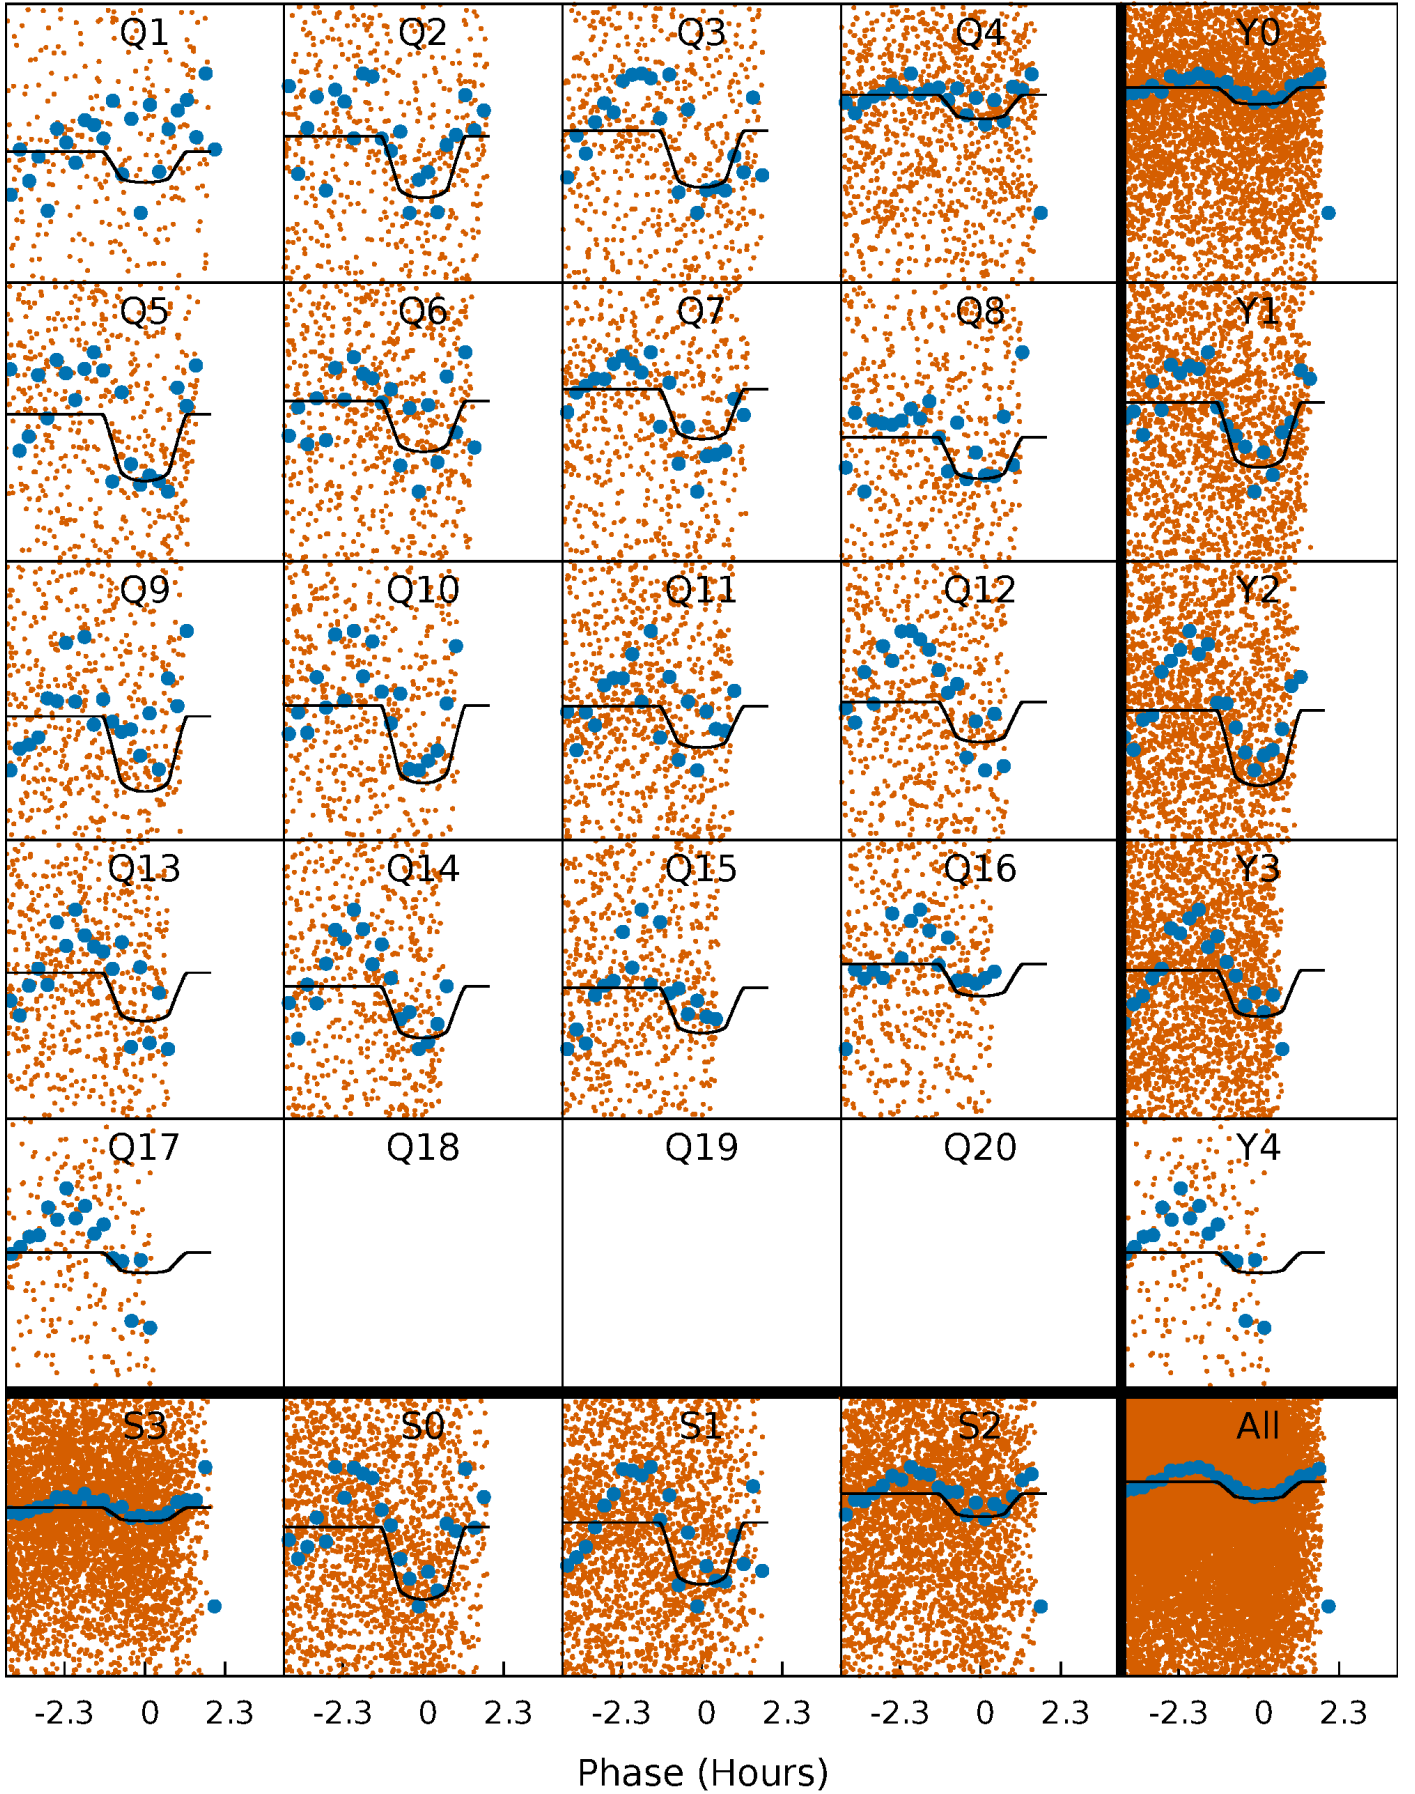 Q1 Q2 Q3 Q4 Y0
Q5 Q6 Q7 Q8 Y1
Q9 Q10 Q11 Q12 Y2
Q13 Q14 Q15 Q16 Y3
Q17 Q18 Q19 Q20 Y4
S3 S0 S1 S2 All
-2.3 0 2.3 -2.3 0 2.3 -2.3 0 2.3 -2.3 0 2.3 -2.3 0 2.3
Phase (Hours)